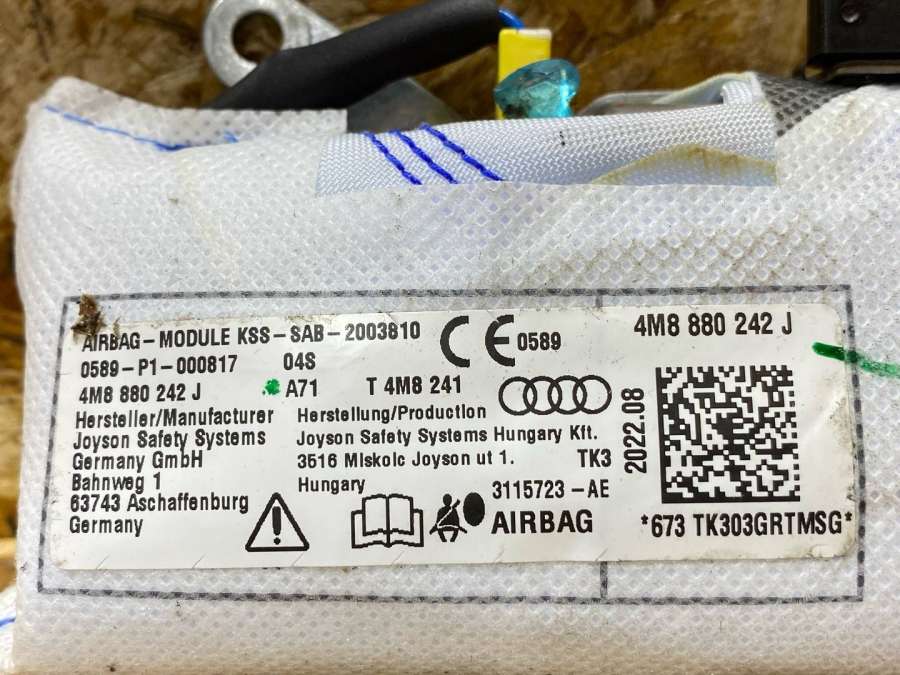 AIRBAG-MODULE KSS-SAB-2003810
CE 0589
4M8 880 242 J
0589-P1-000817 04S
4M8 880 242 J A71 T 4M8 241
Hersteller/Manufacturer
Joyson Safety Systems
Germany GmbH
Bahnweg 1
63743 Aschaffenburg
Germany
Herstellung/Production
Joyson Safety Systems Hungary Kft.
3516 Miskolc Joyson ut 1. TK3
Hungary
3115723-AE
AIRBAG
2022.08
*673 TK303GRTMSG*